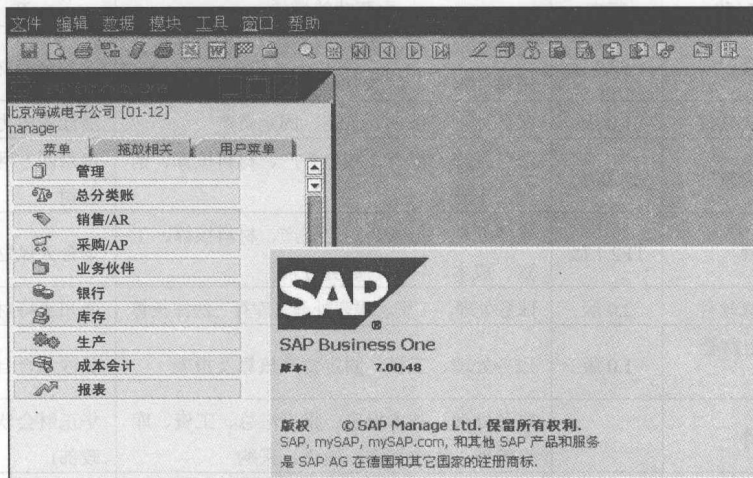 文件 编辑 数据 模块 工具 窗口 帮助
北京海诚电子公司 [01-12]
manager
菜单 拖放相关 用户菜单
管理
总分类账
销售/AR
采购/AP
业务伙伴
银行
库存
生产
成本会计
报表
SAP
®
SAP Business One
版本: 7.00.48
版权 © SAP Manage Ltd. 保留所有权利.
SAP, mySAP, mySAP.com, 和其他 SAP 产品和服务
是 SAP AG 在德国和其它国家的注册商标.